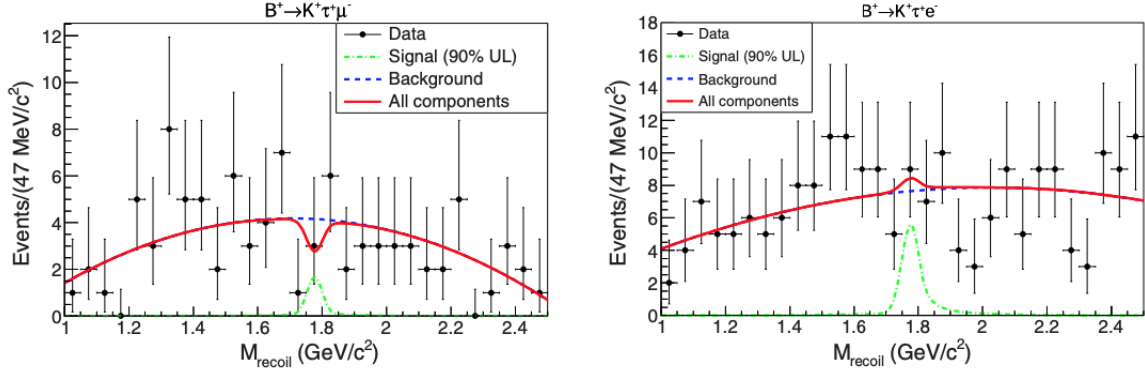 B⁺→K⁺τ⁺μ⁻
Events/(47 MeV/c²)
12
10
8
6
4
2
0
Data
Signal (90% UL)
Background
All components
1
1.2
1.4
1.6
1.8
2
2.2
2.4
M_recoil (GeV/c²)
B⁺→K⁺τ⁺e⁻
Events/(47 MeV/c²)
18
16
14
12
10
8
6
4
2
0
Data
Signal (90% UL)
Background
All components
1
1.2
1.4
1.6
1.8
2
2.2
2.4
M_recoil (GeV/c²)